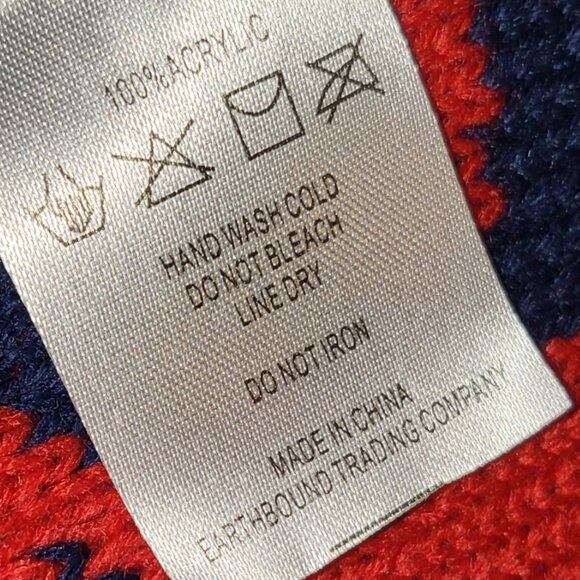 100% ACRYLIC
HAND WASH COLD
DO NOT BLEACH
LINE DRY
DO NOT IRON
MADE IN CHINA
EARTHBOUND TRADING COMPANY